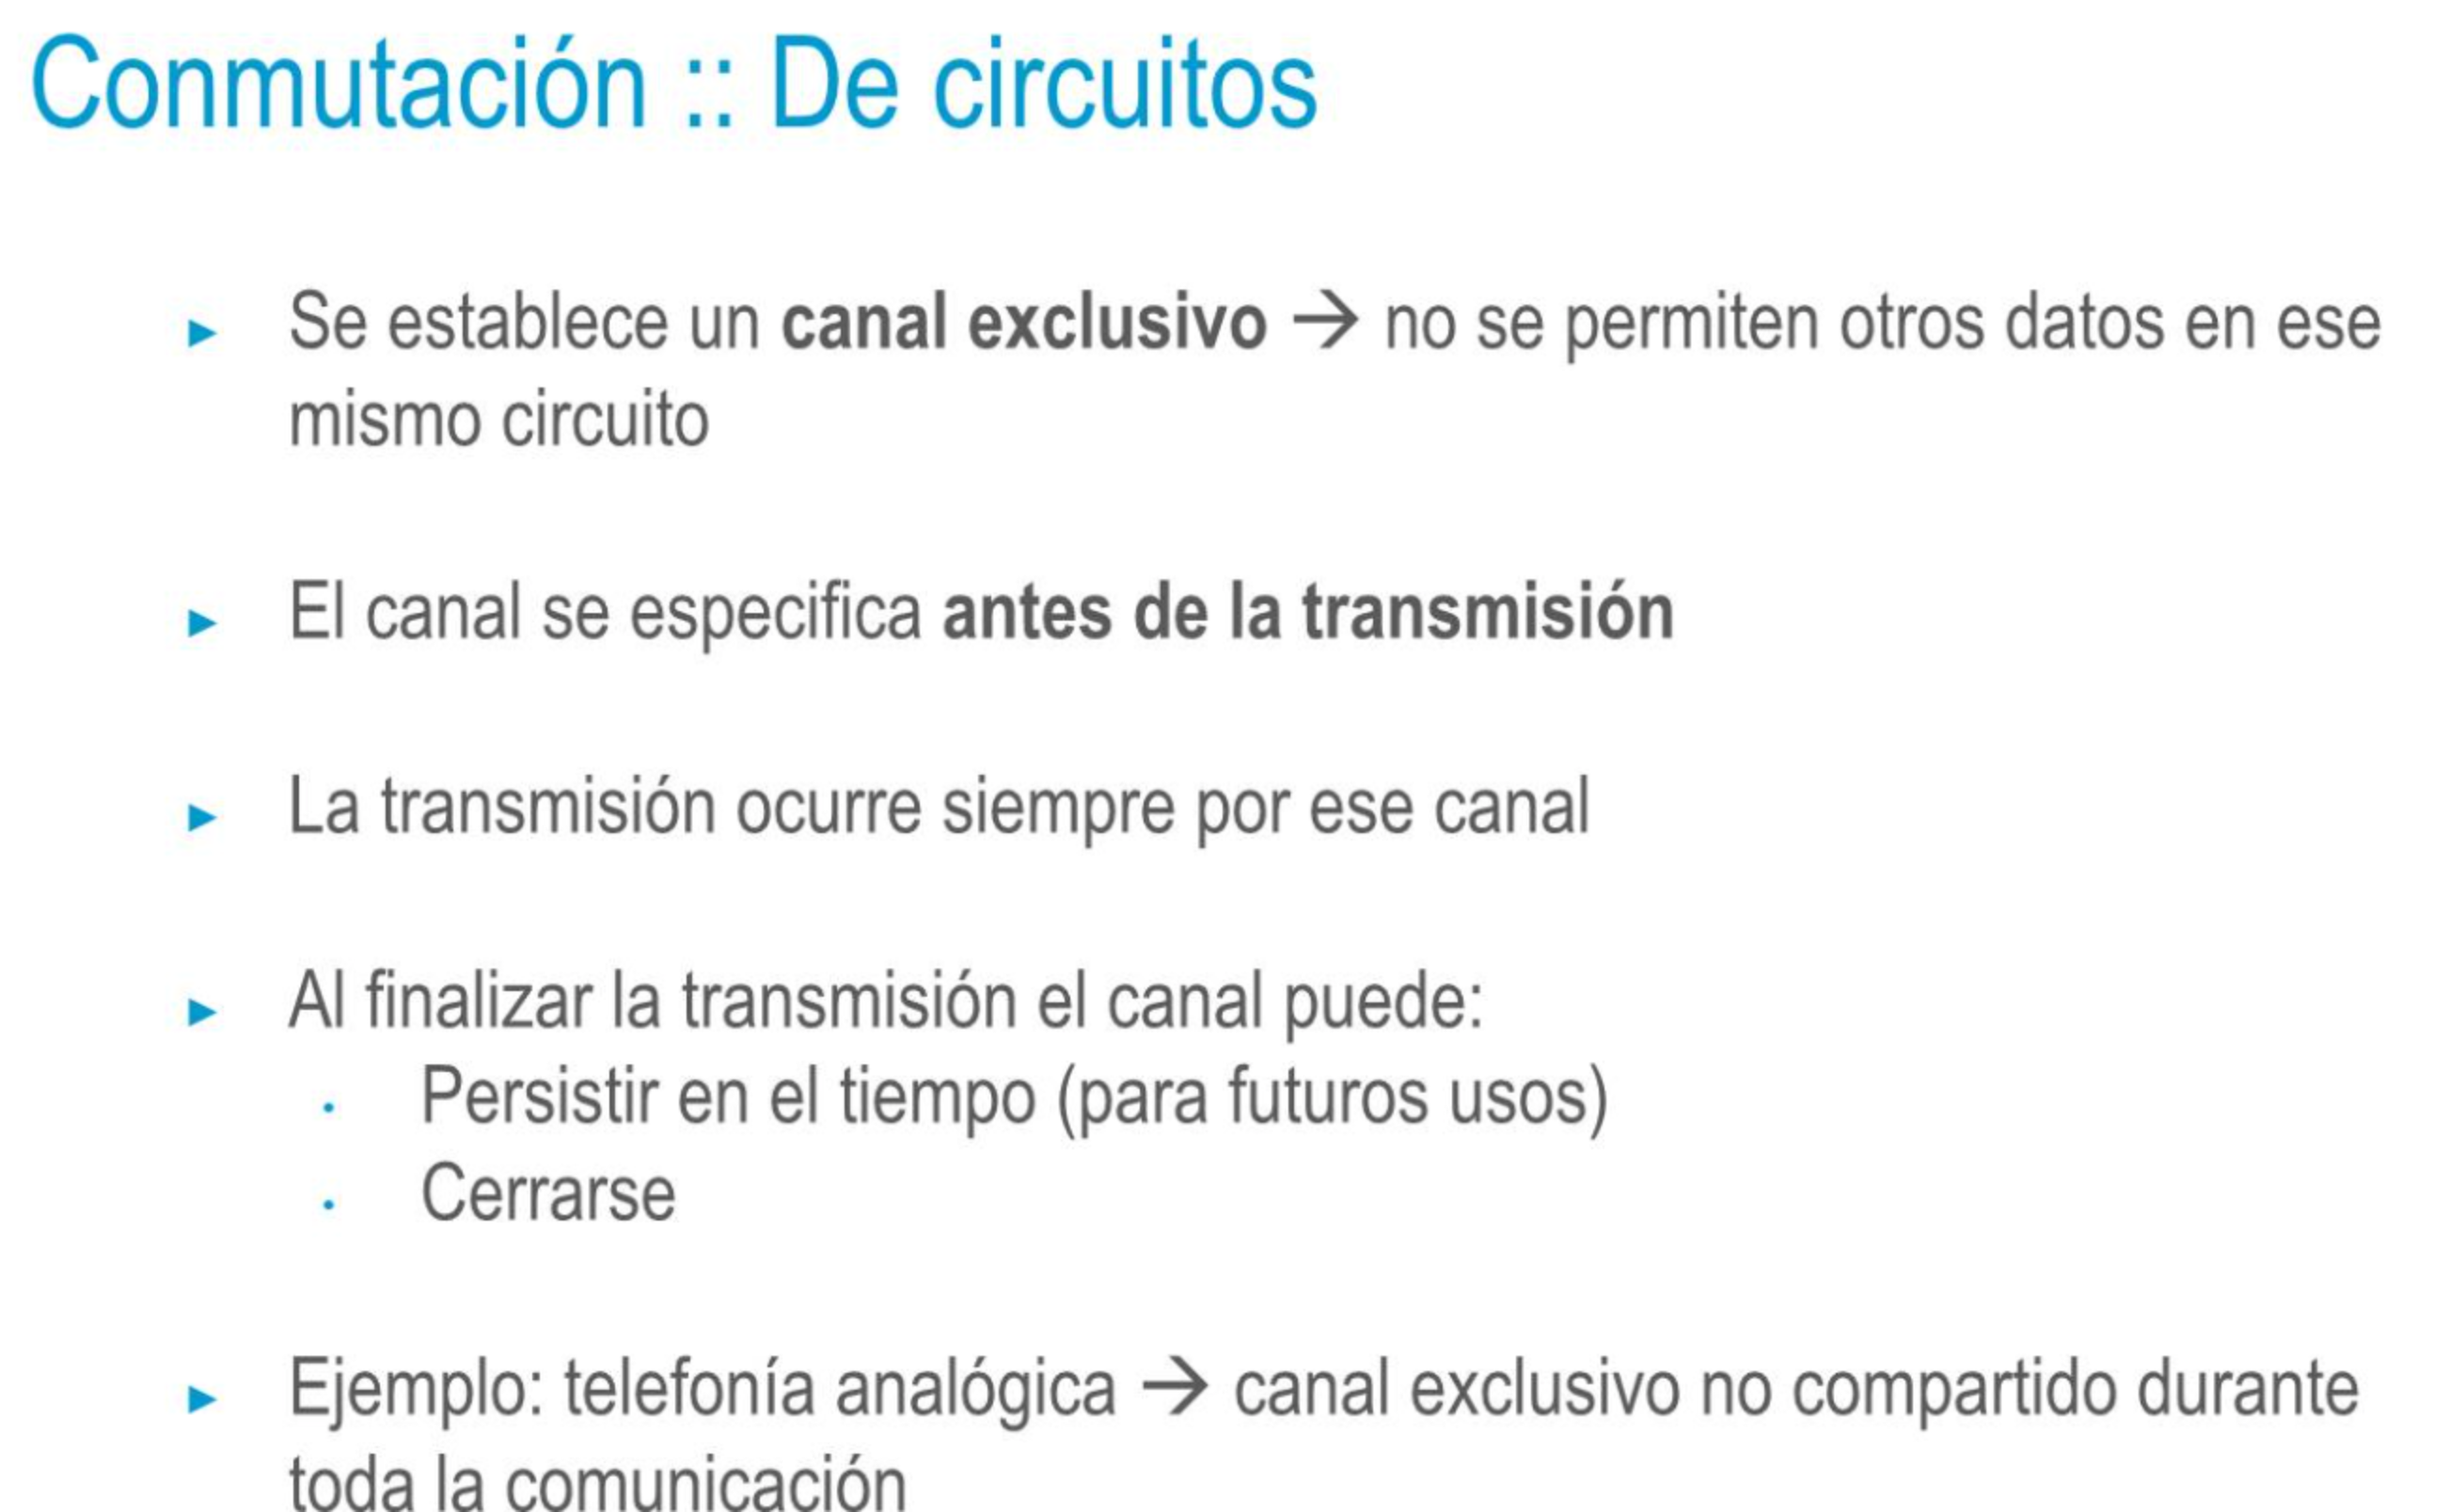 Conmutación :: De circuitos
► Se establece un canal exclusivo → no se permiten otros datos en ese
mismo circuito
► El canal se especifica antes de la transmisión
► La transmisión ocurre siempre por ese canal
► Al finalizar la transmisión el canal puede:
• Persistir en el tiempo (para futuros usos)
• Cerrarse
► Ejemplo: telefonía analógica → canal exclusivo no compartido durante
toda la comunicación